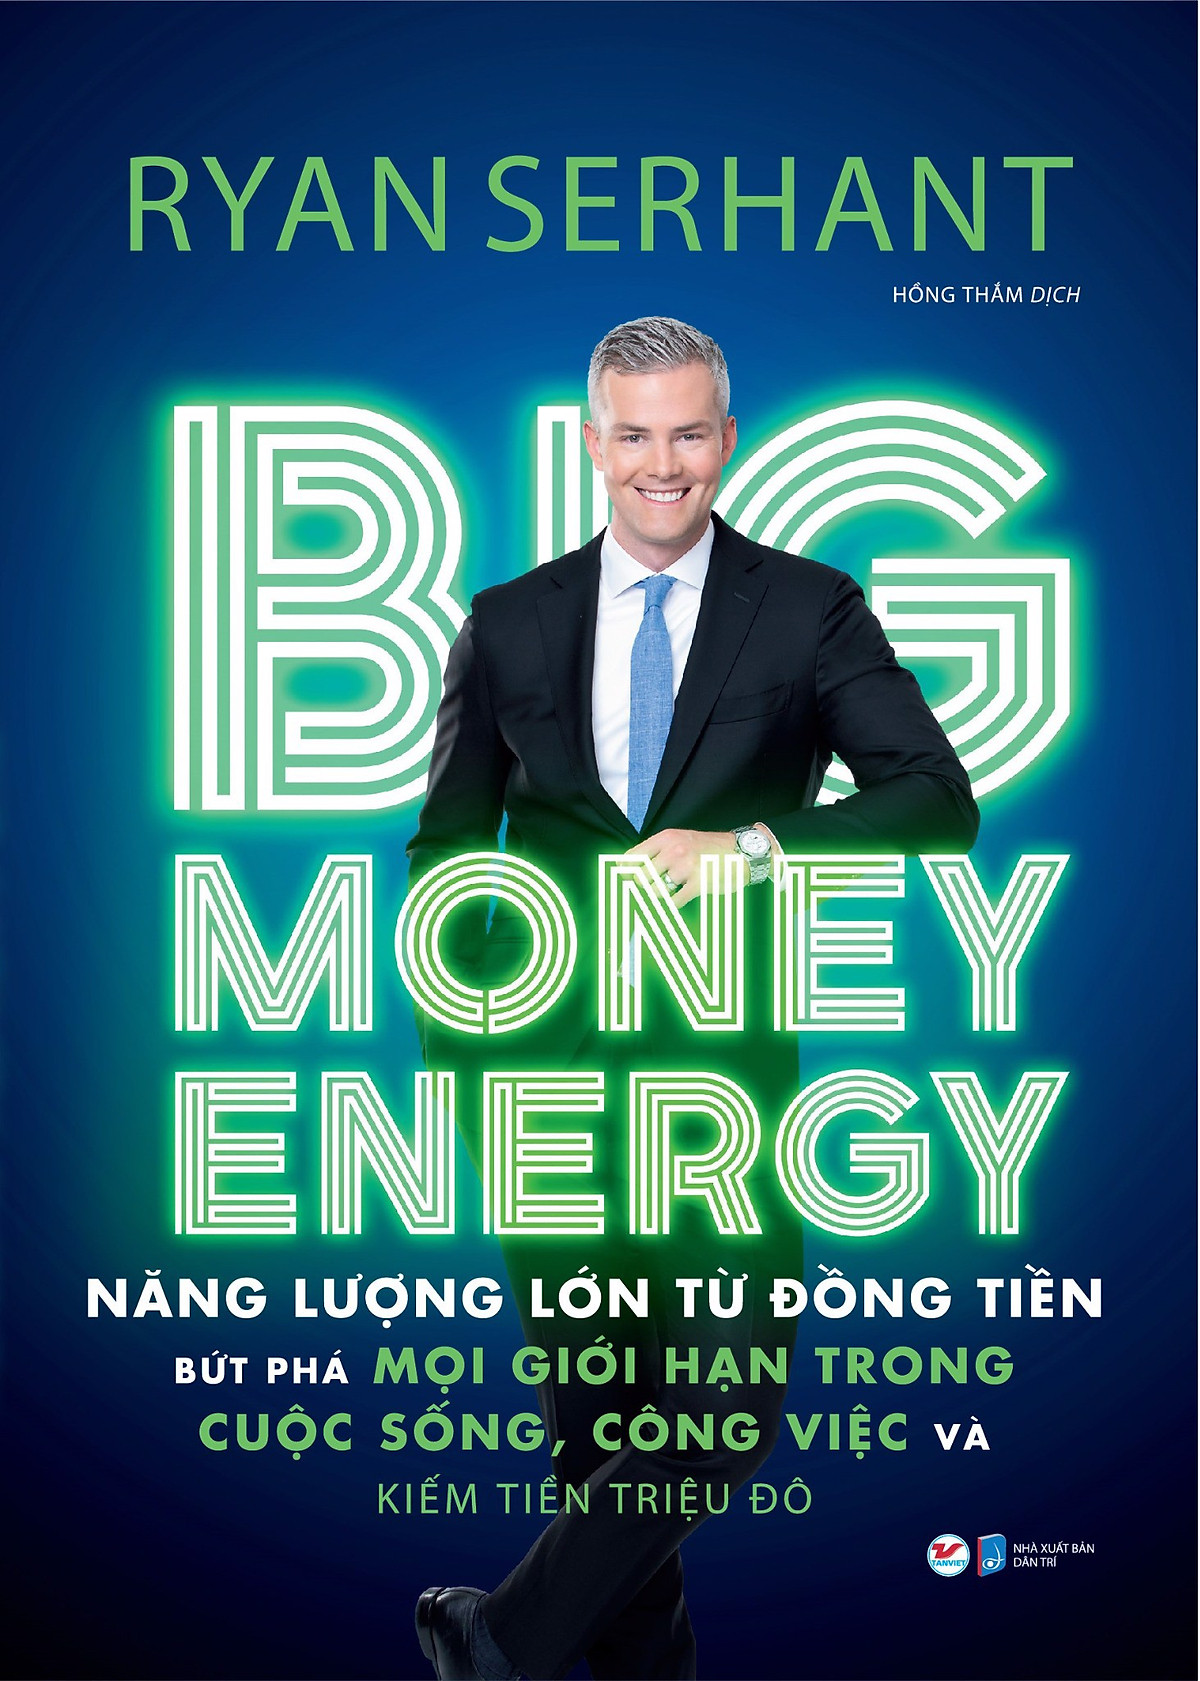 RYAN SERHANT
HỒNG THẮM DỊCH
BIG
MONEY
ENERGY
NĂNG LƯỢNG LỚN TỪ ĐỒNG TIỀN
BỨT PHÁ MỌI GIỚI HẠN TRONG
CUỘC SỐNG, CÔNG VIỆC VÀ
KIẾM TIỀN TRIỆU ĐÔ
TANVIET
NHÀ XUẤT BẢN
DÂN TRÍ